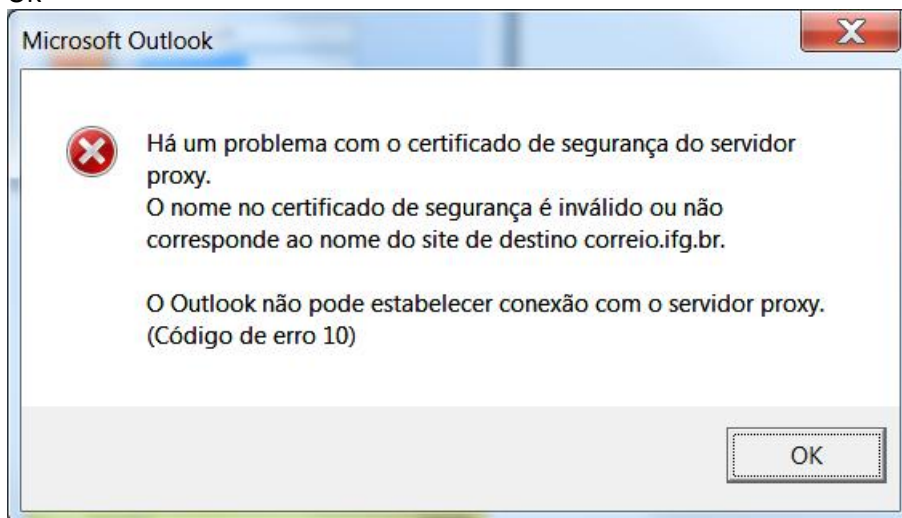 Microsoft Outlook
Há um problema com o certificado de segurança do servidor
proxy.
O nome no certificado de segurança é inválido ou não
corresponde ao nome do site de destino correio.ifg.br.
O Outlook não pode estabelecer conexão com o servidor proxy.
(Código de erro 10)
OK